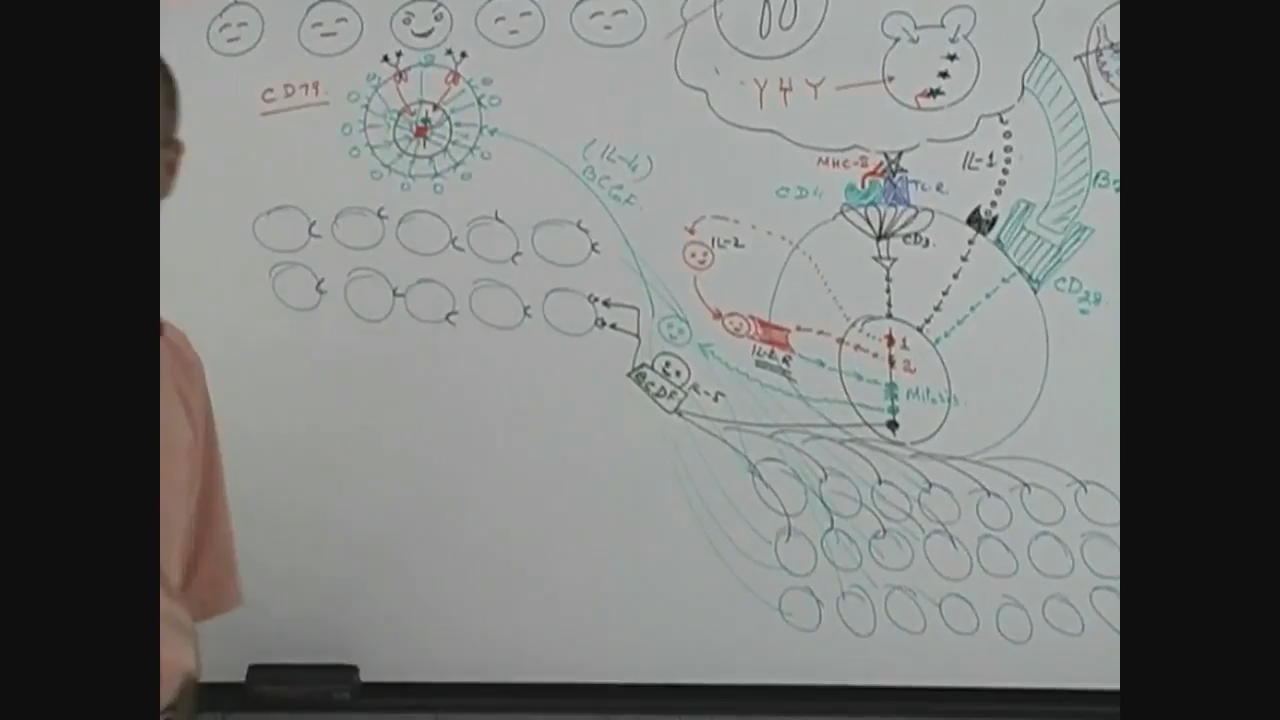 CD79.
(IL-4)
BCGF.
MHC-II
CD4
TCR
CD3.
IL-1
CD28.
IL-2
IL-2R
1
2
Mitosis.
BCDF
IL-5